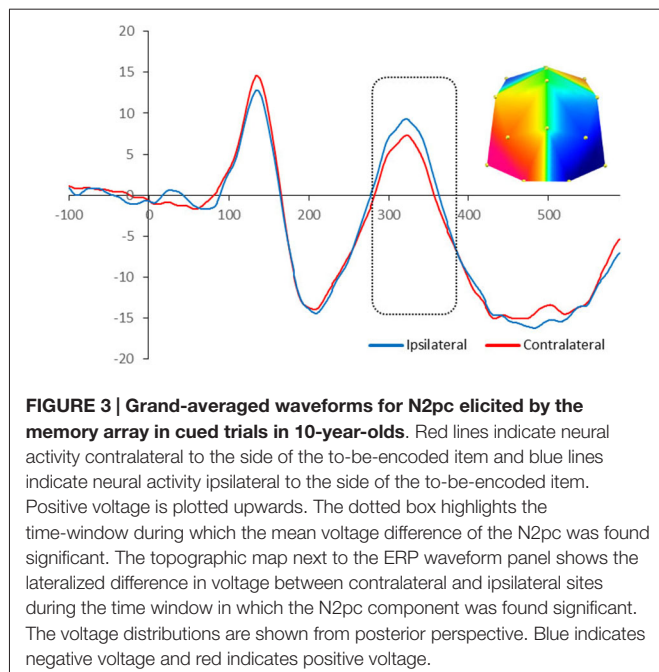 20
15
10
5
0
-5
-10
-15
-20
-100 0 100 200 300 400 500
Ipsilateral Contralateral
FIGURE 3 | Grand-averaged waveforms for N2pc elicited by the
memory array in cued trials in 10-year-olds. Red lines indicate neural
activity contralateral to the side of the to-be-encoded item and blue lines
indicate neural activity ipsilateral to the side of the to-be-encoded item.
Positive voltage is plotted upwards. The dotted box highlights the
time-window during which the mean voltage difference of the N2pc was found
significant. The topographic map next to the ERP waveform panel shows the
lateralized difference in voltage between contralateral and ipsilateral sites
during the time window in which the N2pc component was found significant.
The voltage distributions are shown from posterior perspective. Blue indicates
negative voltage and red indicates positive voltage.